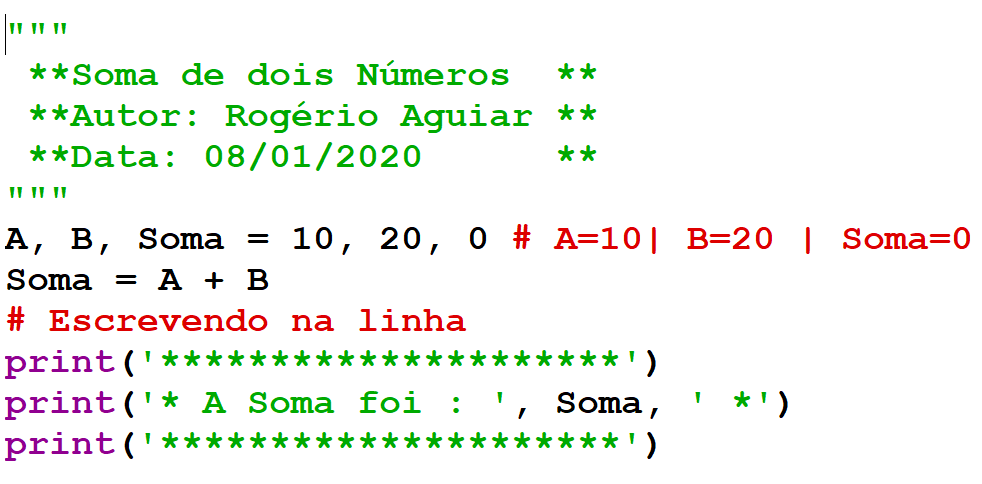 """
 **Soma de dois Números  **
 **Autor: Rogério Aguiar **
 **Data: 08/01/2020      **
"""
A, B, Soma = 10, 20, 0 # A=10| B=20 | Soma=0
Soma = A + B
# Escrevendo na linha
print('*********************')
print('* A Soma foi : ', Soma, ' *')
print('*********************')